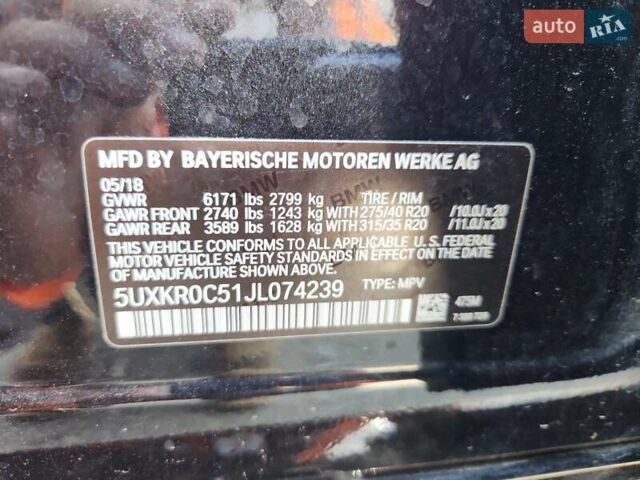 auto RIA.com
MFD BY BAYERISCHE MOTOREN WERKE AG
05/18
GVWR 6171 lbs 2799 kg TIRE / RIM
GAWR FRONT 2740 lbs 1243 kg WITH 275/40 R20 /10.0Jx20
GAWR REAR 3589 lbs 1628 kg WITH 315/35 R20 /11.0Jx20
THIS VEHICLE CONFORMS TO ALL APPLICABLE U. S. FEDERAL
MOTOR VEHICLE SAFETY STANDARDS IN EFFECT ON THE DATE
OF MANUFACTURE SHOWN ABOVE.
5UXKR0C51JL074239 TYPE: MPV
475M